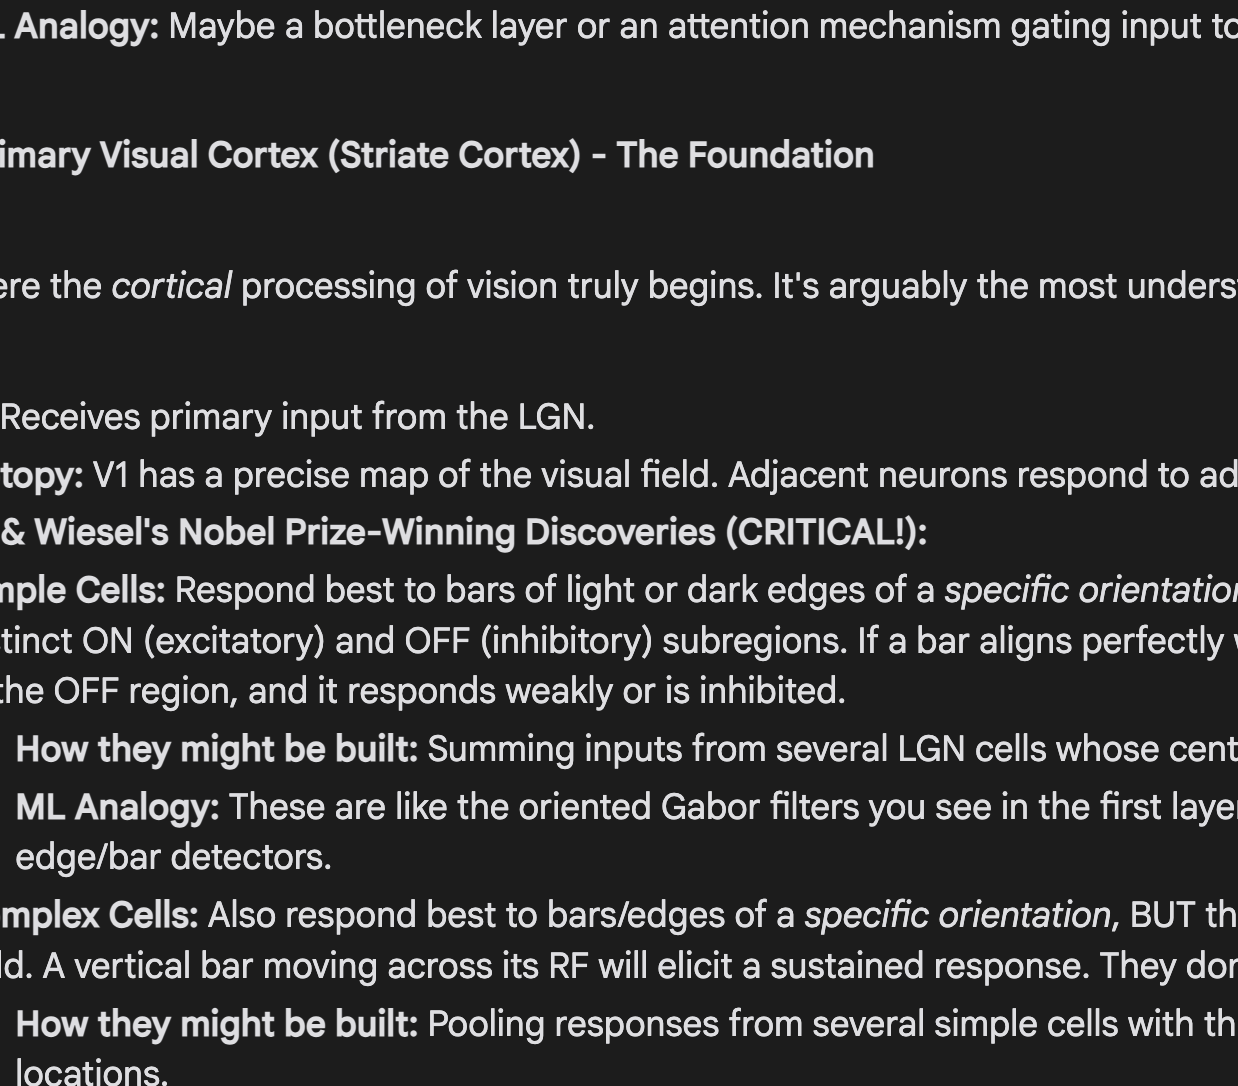 Analogy: Maybe a bottleneck layer or an attention mechanism gating input to
imary Visual Cortex (Striate Cortex) - The Foundation
ere the cortical processing of vision truly begins. It's arguably the most unders
Receives primary input from the LGN.
topy: V1 has a precise map of the visual field. Adjacent neurons respond to ad
& Wiesel's Nobel Prize-Winning Discoveries (CRITICAL!):
mple Cells: Respond best to bars of light or dark edges of a specific orientation
tinct ON (excitatory) and OFF (inhibitory) subregions. If a bar aligns perfectly
the OFF region, and it responds weakly or is inhibited.
How they might be built: Summing inputs from several LGN cells whose cent
ML Analogy: These are like the oriented Gabor filters you see in the first laye
edge/bar detectors.
mplex Cells: Also respond best to bars/edges of a specific orientation, BUT th
ld. A vertical bar moving across its RF will elicit a sustained response. They don
How they might be built: Pooling responses from several simple cells with th
locations.